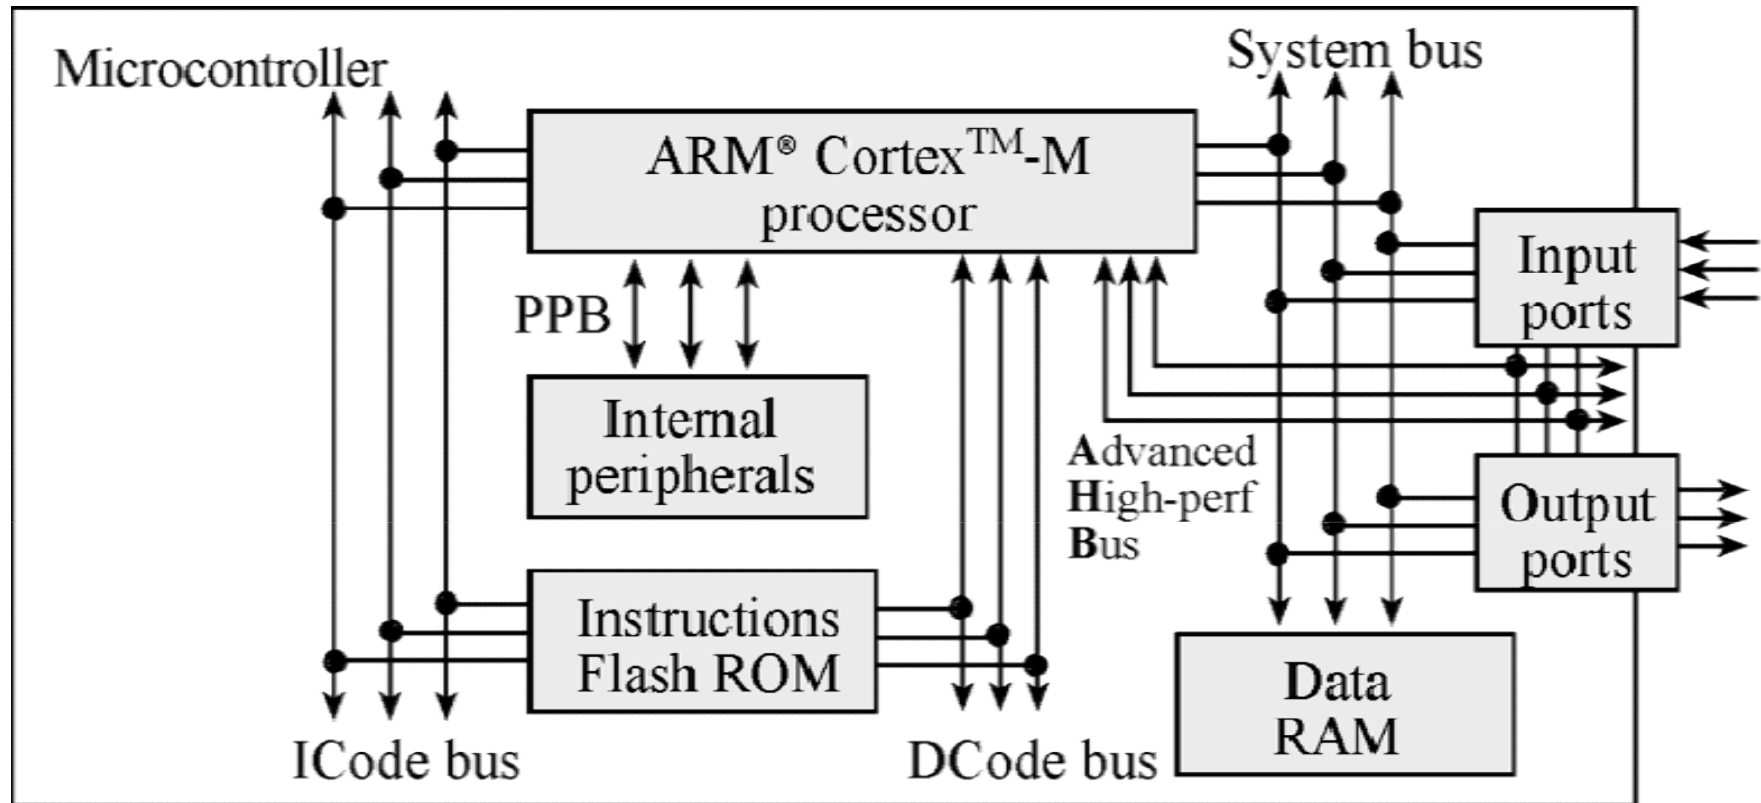 Microcontroller
System bus
ARM® Cortex™-M
processor
Input
ports
PPB
Internal
peripherals
Advanced
High-perf
Bus
Output
ports
Instructions
Flash ROM
Data
RAM
ICode bus
DCode bus